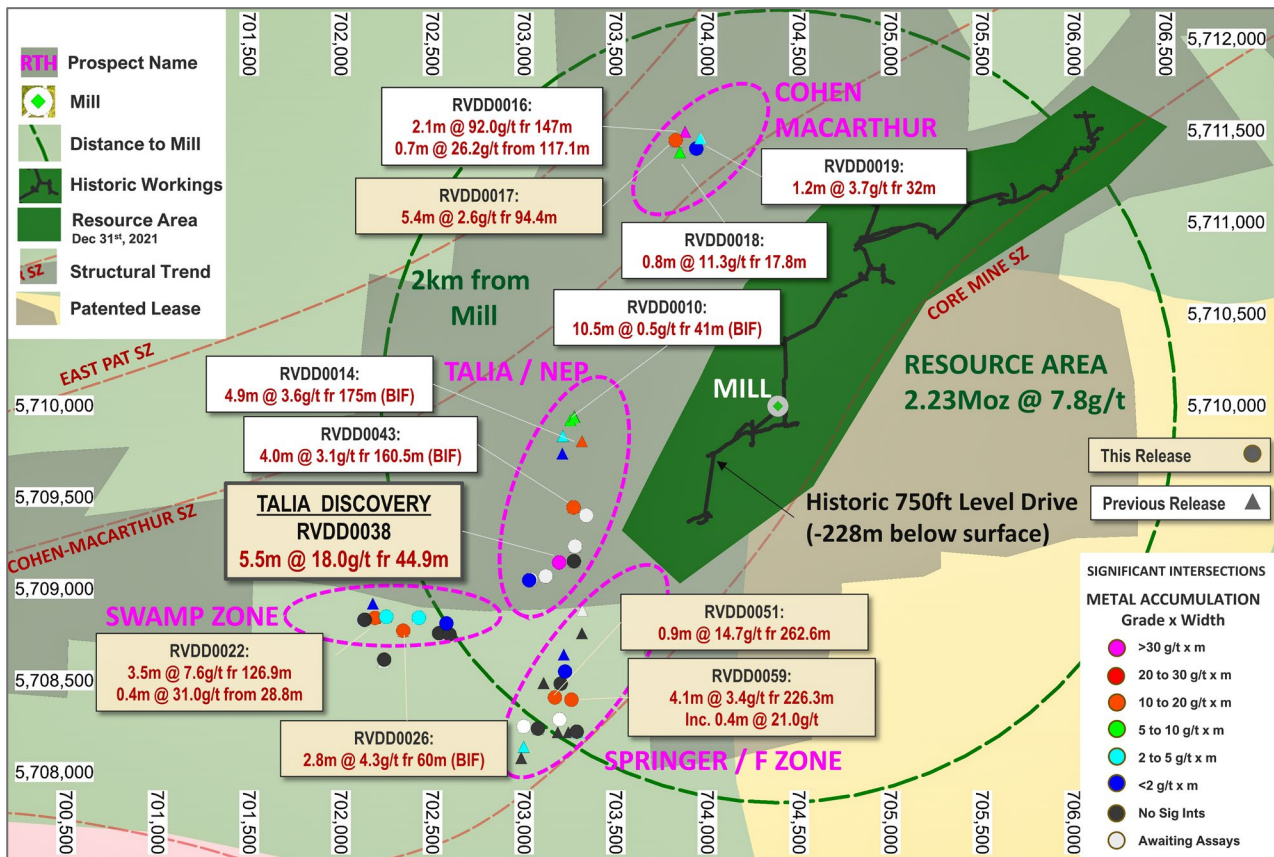 701,500
702,000
702,500
703,000
703,500
704,000
704,500
705,000
705,500
706,000
706,500
5,712,000
5,711,500
5,711,000
5,710,500
5,710,000
RTH Prospect Name
Mill
Distance to Mill
Historic Workings
Resource Area
Dec 31st, 2021
SZ Structural Trend
Patented Lease
COHEN
MACARTHUR
RVDD0016:
2.1m @ 92.0g/t fr 147m
0.7m @ 26.2g/t from 117.1m
RVDD0017:
5.4m @ 2.6g/t fr 94.4m
RVDD0019:
1.2m @ 3.7g/t fr 32m
RVDD0018:
0.8m @ 11.3g/t fr 17.8m
2km from
Mill
RVDD0010:
10.5m @ 0.5g/t fr 41m (BIF)
CORE MINE SZ
EAST PAT SZ
TALIA / NEP
RVDD0014:
4.9m @ 3.6g/t fr 175m (BIF)
RVDD0043:
4.0m @ 3.1g/t fr 160.5m (BIF)
MILL
RESOURCE AREA
2.23Moz @ 7.8g/t
5,710,000
5,709,500
5,709,000
5,708,500
5,708,000
COHEN-MACARTHUR SZ
TALIA DISCOVERY
RVDD0038
5.5m @ 18.0g/t fr 44.9m
Historic 750ft Level Drive
(-228m below surface)
This Release
Previous Release
SWAMP ZONE
RVDD0022:
3.5m @ 7.6g/t fr 126.9m
0.4m @ 31.0g/t from 28.8m
RVDD0026:
2.8m @ 4.3g/t fr 60m (BIF)
RVDD0051:
0.9m @ 14.7g/t fr 262.6m
RVDD0059:
4.1m @ 3.4g/t fr 226.3m
Inc. 0.4m @ 21.0g/t
SPRINGER / F ZONE
SIGNIFICANT INTERSECTIONS
METAL ACCUMULATION
Grade x Width
>30 g/t x m
20 to 30 g/t x m
10 to 20 g/t x m
5 to 10 g/t x m
2 to 5 g/t x m
<2 g/t x m
No Sig Ints
Awaiting Assays
700,500
701,000
701,500
702,000
702,500
703,000
703,500
704,000
704,500
705,000
705,500
706,000